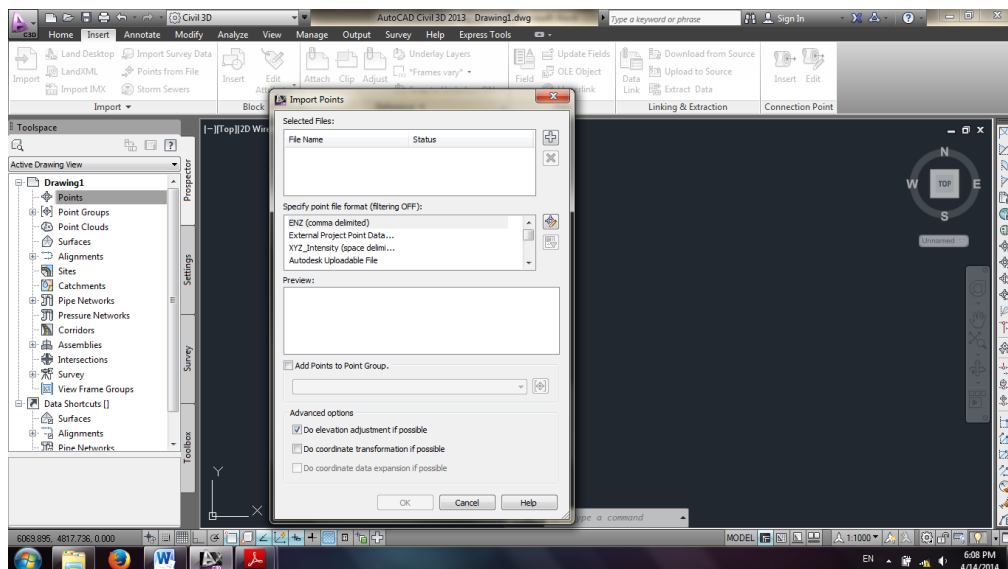 Civil 3D
AutoCAD Civil 3D 2013 Drawing1.dwg
Type a keyword or phrase
Sign In
C3D
Home Insert Annotate Modify Analyze View Manage Output Survey Help Express Tools
Land Desktop Import Survey Data
LandXML Points from File
Import IMX Storm Sewers
Import
Insert
Edit
Attach Clip Adjust
Underlay Layers
*Frames vary*
Field
Update Fields
OLE Object
Data
Link
Download from Source
Upload to Source
Extract Data
Insert Edit
Import
Block
Linking & Extraction
Connection Point
Toolspace
Active Drawing View
Drawing1
Points
Point Groups
Point Clouds
Surfaces
Alignments
Sites
Catchments
Pipe Networks
Pressure Networks
Corridors
Assemblies
Intersections
Survey
View Frame Groups
Data Shortcuts []
Surfaces
Alignments
Pipe Networks
Prospector
Settings
Survey
Toolbox
[-][Top][2D Wire
Import Points
Selected Files:
File Name Status
Specify point file format (filtering OFF):
ENZ (comma delimited)
External Project Point Data...
XYZ_Intensity (space delimi...
Autodesk Uploadable File
Preview:
Add Points to Point Group.
Advanced options
Do elevation adjustment if possible
Do coordinate transformation if possible
Do coordinate data expansion if possible
OK Cancel Help
N
W TOP E
S
Unnamed
Y
X
ype a command
6069.895, 4817.736, 0.000
MODEL
1:1000
EN
6:08 PM
4/14/2014